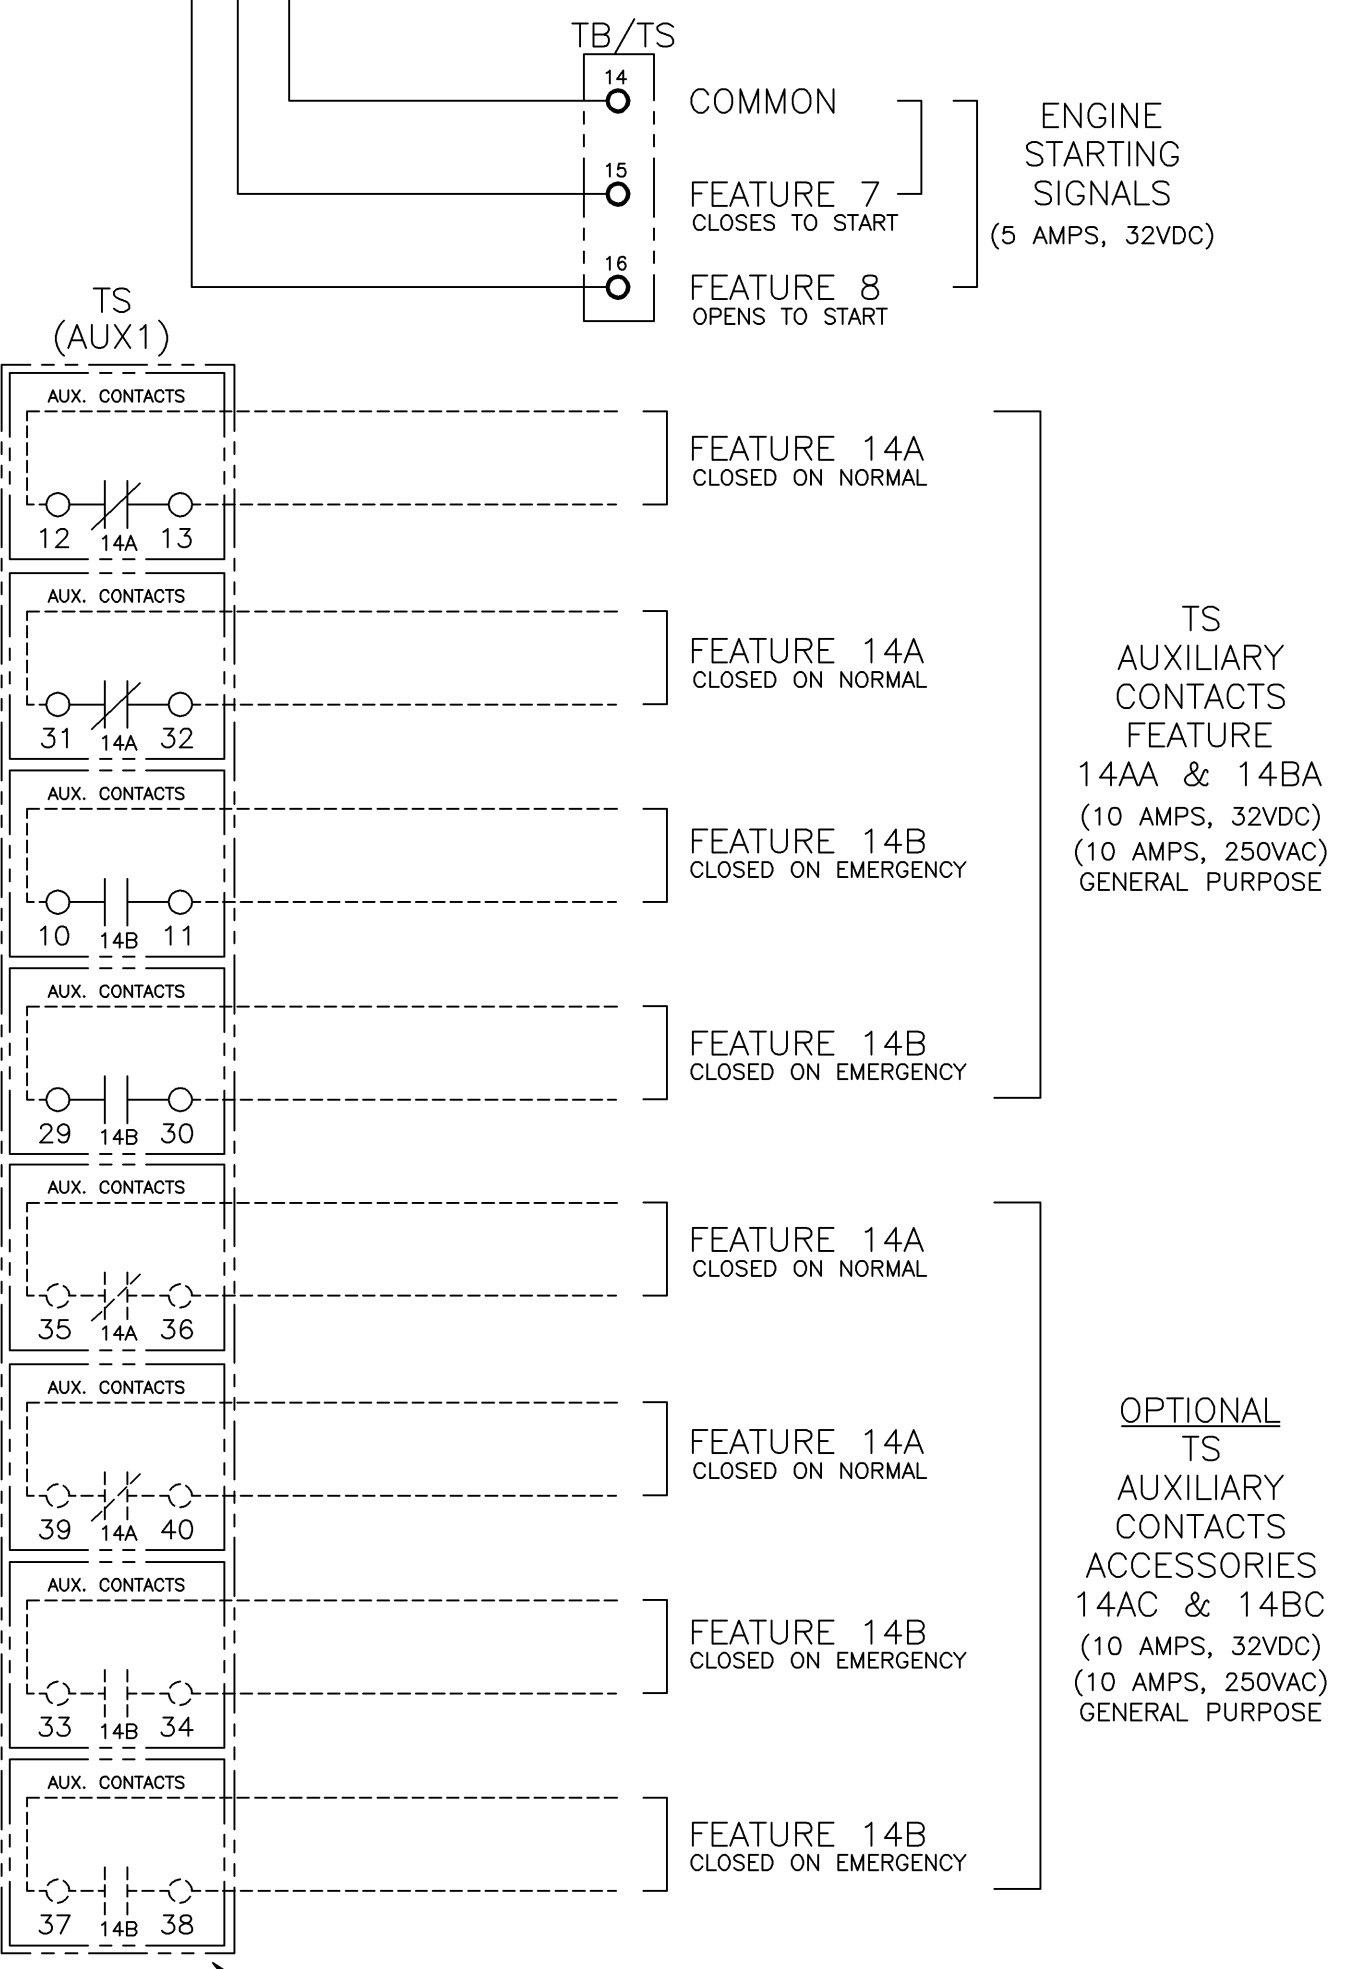 TB/TS
14
COMMON
15
FEATURE 7
CLOSES TO START
16
FEATURE 8
OPENS TO START
ENGINE
STARTING
SIGNALS
(5 AMPS, 32VDC)
TS
(AUX1)
AUX. CONTACTS
12 14A 13
FEATURE 14A
CLOSED ON NORMAL
AUX. CONTACTS
31 14A 32
FEATURE 14A
CLOSED ON NORMAL
AUX. CONTACTS
10 14B 11
FEATURE 14B
CLOSED ON EMERGENCY
AUX. CONTACTS
29 14B 30
FEATURE 14B
CLOSED ON EMERGENCY
TS
AUXILIARY
CONTACTS
FEATURE
14AA & 14BA
(10 AMPS, 32VDC)
(10 AMPS, 250VAC)
GENERAL PURPOSE
AUX. CONTACTS
35 14A 36
FEATURE 14A
CLOSED ON NORMAL
AUX. CONTACTS
39 14A 40
FEATURE 14A
CLOSED ON NORMAL
AUX. CONTACTS
33 14B 34
FEATURE 14B
CLOSED ON EMERGENCY
AUX. CONTACTS
37 14B 38
FEATURE 14B
CLOSED ON EMERGENCY
OPTIONAL
TS
AUXILIARY
CONTACTS
ACCESSORIES
14AC & 14BC
(10 AMPS, 32VDC)
(10 AMPS, 250VAC)
GENERAL PURPOSE